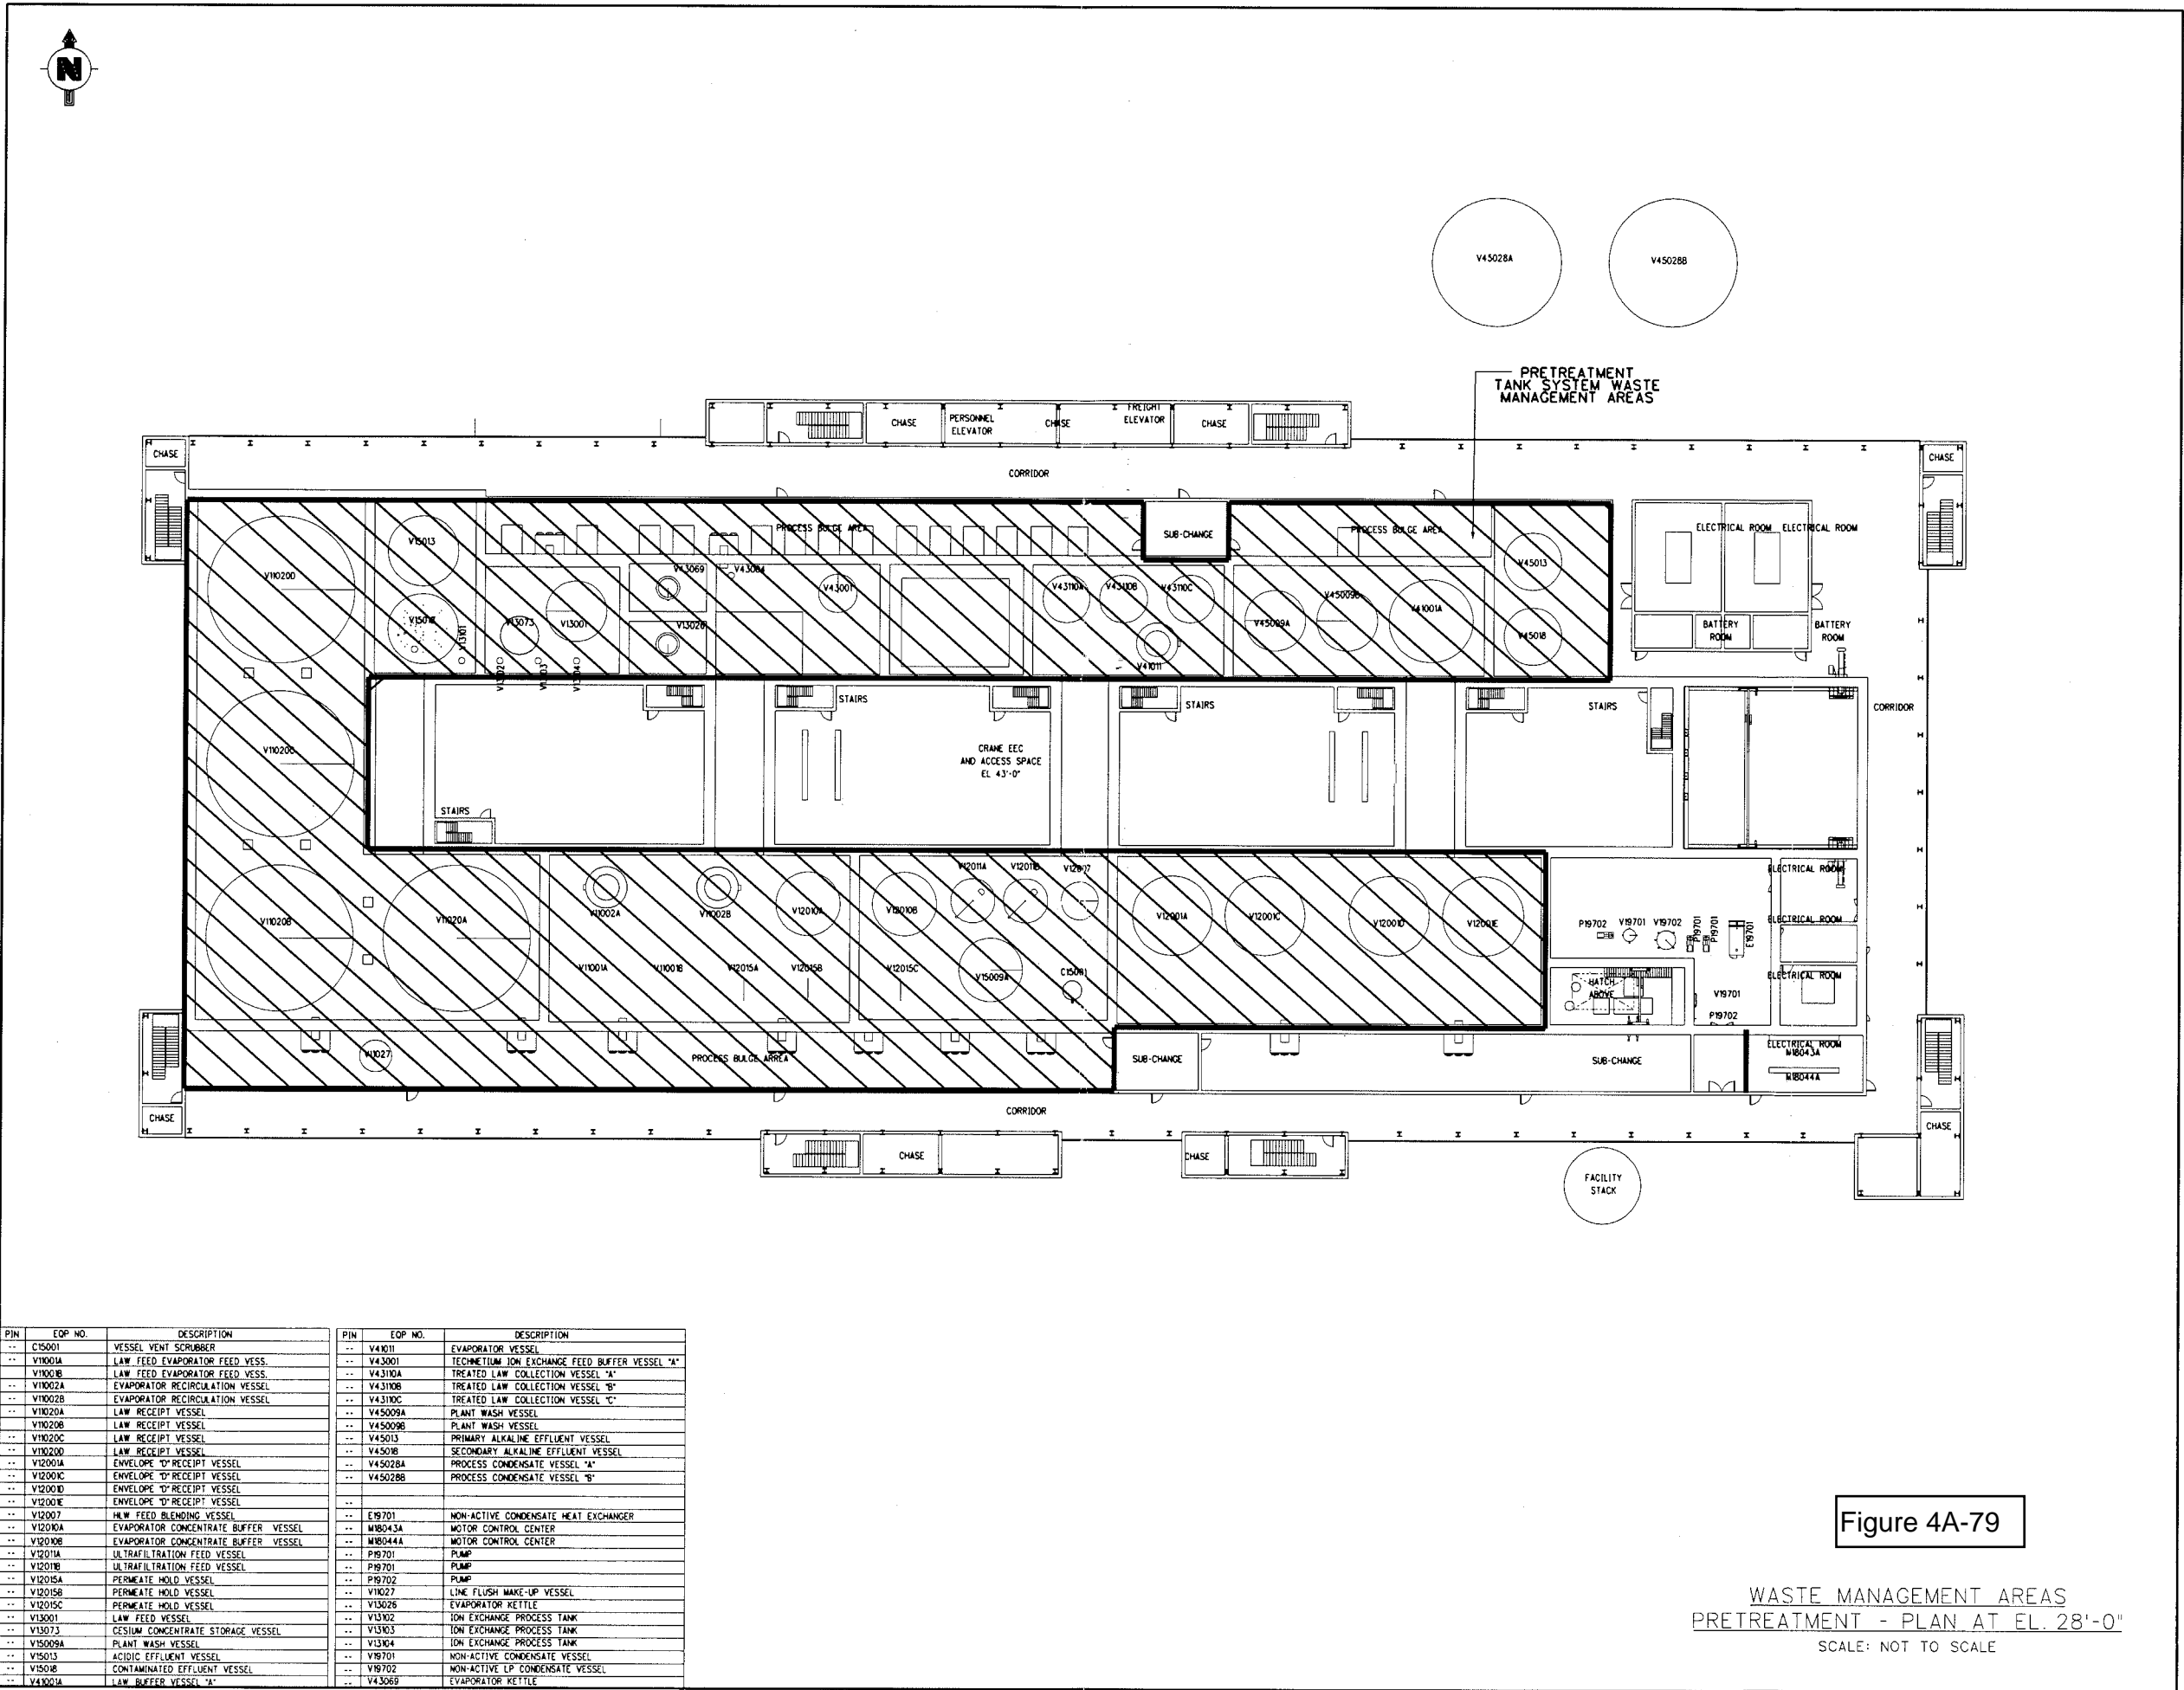 N
V45028A
V45028B
PRETREATMENT
TANK SYSTEM WASTE
MANAGEMENT AREAS
CHASE
CHASE
PERSONNEL
ELEVATOR
CHASE
FREIGHT
ELEVATOR
CHASE
CHASE
CORRIDOR
PROCESS BULGE AREA
SUB-CHANGE
PROCESS BULGE AREA
ELECTRICAL ROOM
ELECTRICAL ROOM
V11020D
V15013
V15018
V13101
V13073
V13001
V43069
V13026
V43001
V43110A
V43110B
V43110C
V41011
V45009A
V45009B
V41001A
V45013
V45018
BATTERY
ROOM
BATTERY
ROOM
V13102
V13103
V13104
STAIRS
STAIRS
STAIRS
CORRIDOR
V11020C
CRANE EEC
AND ACCESS SPACE
EL 43'-0"
STAIRS
V11020B
V11020A
V11002A
V11002B
V12010A
V12010B
V12011A
V12011B
V12007
V12001A
V12001C
V12001D
V12001E
ELECTRICAL ROOM
P19702
V19701
V19702
P19701
P19701
E19701
ELECTRICAL ROOM
V11001A
V11001B
V12015A
V12015B
V12015C
V15009A
C15001
HATCH
ABOVE
ELECTRICAL ROOM
V19701
P19702
V11027
PROCESS BULGE ARREA
SUB-CHANGE
SUB-CHANGE
ELECTRICAL ROOM
M18043A
M18044A
CHASE
CORRIDOR
CHASE
CHASE
CHASE
FACILITY
STACK
PIN EQP NO. DESCRIPTION
-- C15001 VESSEL VENT SCRUBBER
-- V11001A LAW FEED EVAPORATOR FEED VESS.
V11001B LAW FEED EVAPORATOR FEED VESS.
-- V11002A EVAPORATOR RECIRCULATION VESSEL
-- V11002B EVAPORATOR RECIRCULATION VESSEL
-- V11020A LAW RECEIPT VESSEL
V11020B LAW RECEIPT VESSEL
-- V11020C LAW RECEIPT VESSEL
-- V11020D LAW RECEIPT VESSEL
-- V12001A ENVELOPE "D" RECEIPT VESSEL
-- V12001C ENVELOPE "D" RECEIPT VESSEL
-- V12001D ENVELOPE "D" RECEIPT VESSEL
-- V12001E ENVELOPE "D" RECEIPT VESSEL
-- V12007 HLW FEED BLENDING VESSEL
-- V12010A EVAPORATOR CONCENTRATE BUFFER VESSEL
-- V12010B EVAPORATOR CONCENTRATE BUFFER VESSEL
-- V12011A ULTRAFILTRATION FEED VESSEL
-- V12011B ULTRAFILTRATION FEED VESSEL
-- V12015A PERMEATE HOLD VESSEL
-- V12015B PERMEATE HOLD VESSEL
-- V12015C PERMEATE HOLD VESSEL
-- V13001 LAW FEED VESSEL
-- V13073 CESIUM CONCENTRATE STORAGE VESSEL
-- V15009A PLANT WASH VESSEL
-- V15013 ACIDIC EFFLUENT VESSEL
-- V15018 CONTAMINATED EFFLUENT VESSEL
-- V41001A LAW BUFFER VESSEL "A"
PIN EQP NO. DESCRIPTION
-- V41011 EVAPORATOR VESSEL
-- V43001 TECHNETIUM ION EXCHANGE FEED BUFFER VESSEL "A"
-- V43110A TREATED LAW COLLECTION VESSEL "A"
-- V43110B TREATED LAW COLLECTION VESSEL "B"
-- V43110C TREATED LAW COLLECTION VESSEL "C"
-- V45009A PLANT WASH VESSEL
-- V45009B PLANT WASH VESSEL
-- V45013 PRIMARY ALKALINE EFFLUENT VESSEL
-- V45018 SECONDARY ALKALINE EFFLUENT VESSEL
-- V45028A PROCESS CONDENSATE VESSEL "A"
-- V45028B PROCESS CONDENSATE VESSEL "B"
--
-- E19701 NON-ACTIVE CONDENSATE HEAT EXCHANGER
-- M18043A MOTOR CONTROL CENTER
-- M18044A MOTOR CONTROL CENTER
-- P19701 PUMP
-- P19701 PUMP
-- P19702 PUMP
-- V11027 LINE FLUSH MAKE-UP VESSEL
-- V13026 EVAPORATOR KETTLE
-- V13102 ION EXCHANGE PROCESS TANK
-- V13103 ION EXCHANGE PROCESS TANK
-- V13104 ION EXCHANGE PROCESS TANK
-- V19701 NON-ACTIVE CONDENSATE VESSEL
-- V19702 NON-ACTIVE LP CONDENSATE VESSEL
-- V43069 EVAPORATOR KETTLE
Figure 4A-79
WASTE MANAGEMENT AREAS
PRETREATMENT - PLAN AT EL. 28'-0"
SCALE: NOT TO SCALE